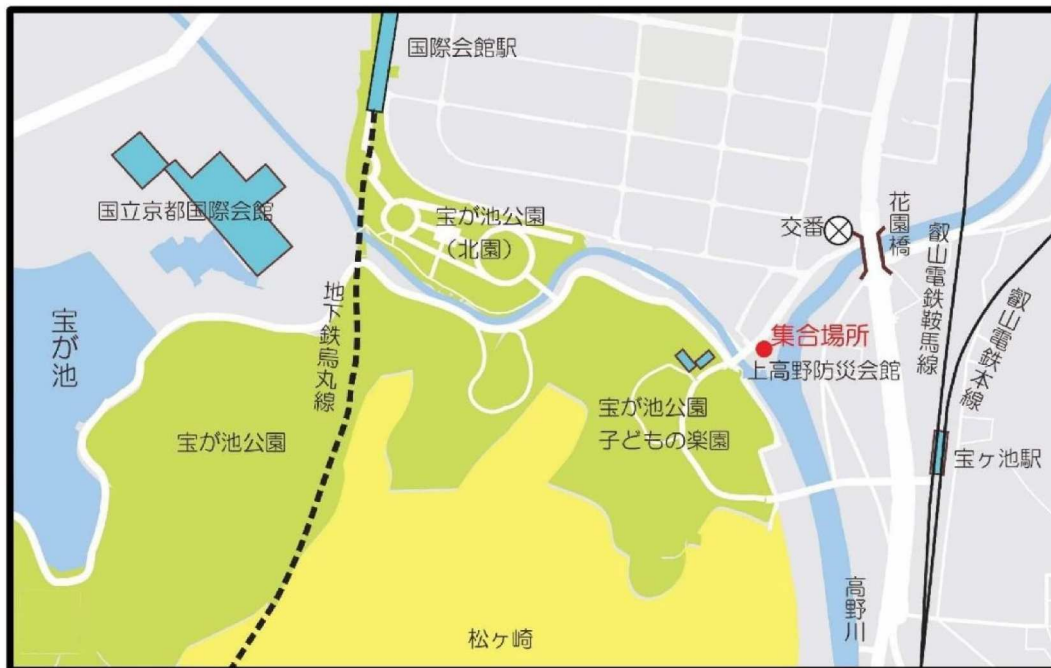 国際会館駅
国立京都国際会館
宝が池公園
（北園）
交番
花園橋
叡山電鉄鞍馬線
叡山電鉄本線
宝が池
地下鉄烏丸線
集合場所
上高野防災会館
宝が池公園
宝が池公園
子どもの楽園
宝ヶ池駅
高野川
松ヶ崎